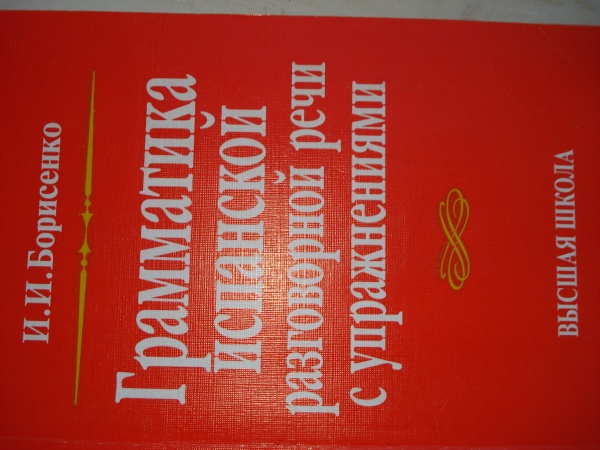 И.И.Борисенко
Грамматика
испанской
разговорной речи
с упражнениями
ВЫСШАЯ ШКОЛА